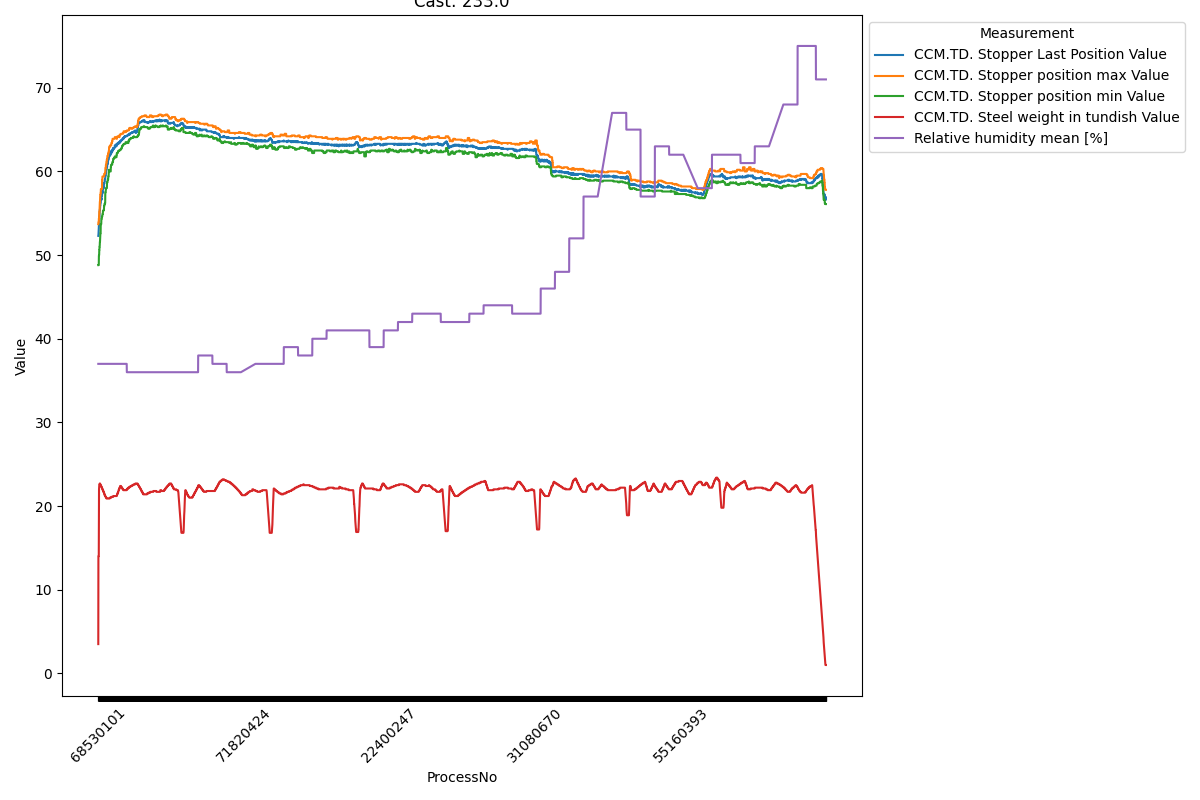 Cast: 233.0
Measurement
CCM.TD. Stopper Last Position Value
CCM.TD. Stopper position max Value
CCM.TD. Stopper position min Value
CCM.TD. Steel weight in tundish Value
Relative humidity mean [%]
Value
70
60
50
40
30
20
10
0
68530101
71820424
22400247
31080670
55160393
ProcessNo